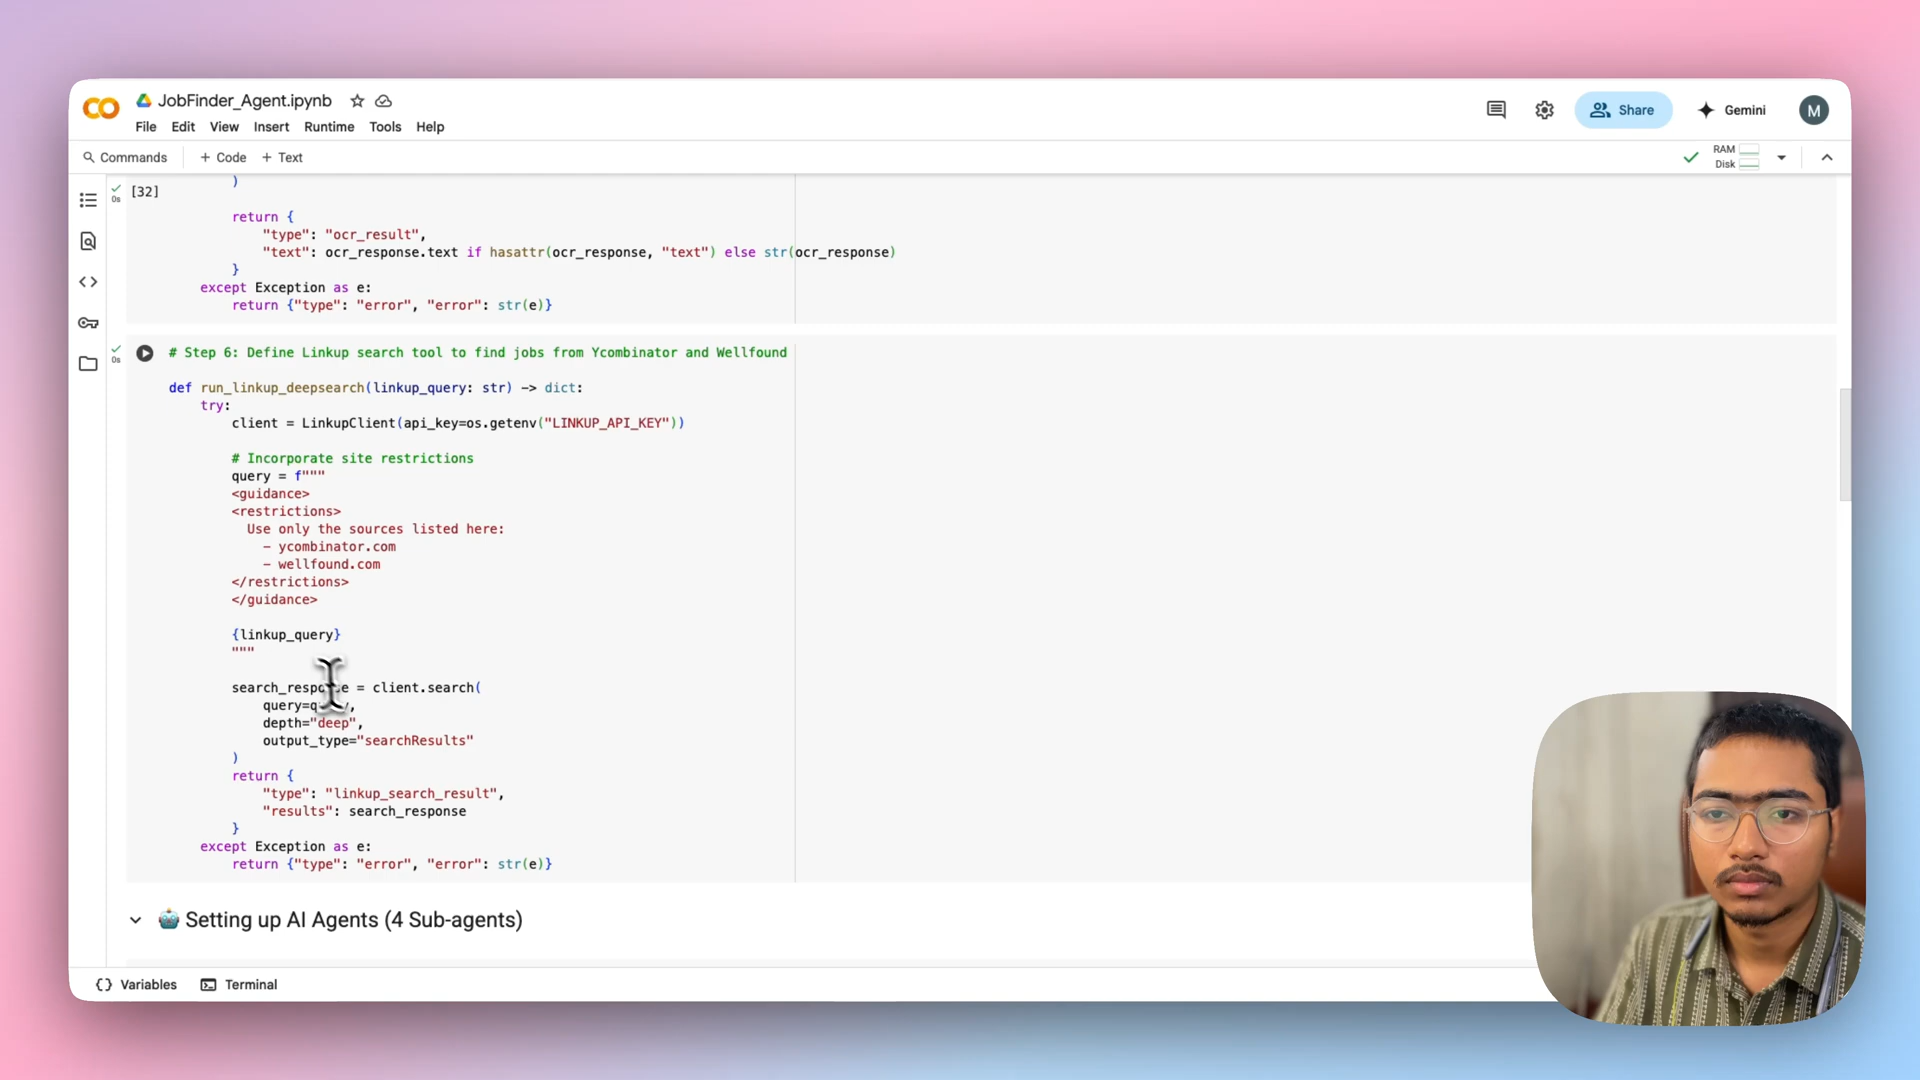 JobFinder_Agent.ipynb
File Edit View Insert Runtime Tools Help
Share
Gemini
M
Commands + Code + Text
RAM
Disk
0s
[32]
)
return {
"type": "ocr_result",
"text": ocr_response.text if hasattr(ocr_response, "text") else str(ocr_response)
}
except Exception as e:
return {"type": "error", "error": str(e)}
0s
# Step 6: Define Linkup search tool to find jobs from Ycombinator and Wellfound
def run_linkup_deepsearch(linkup_query: str) -> dict:
try:
client = LinkupClient(api_key=os.getenv("LINKUP_API_KEY"))
# Incorporate site restrictions
query = f"""
<guidance>
<restrictions>
Use only the sources listed here:
- ycombinator.com
- wellfound.com
</restrictions>
</guidance>
{linkup_query}
"""
search_response = client.search(
query=query,
depth="deep",
output_type="searchResults"
)
return {
"type": "linkup_search_result",
"results": search_response
}
except Exception as e:
return {"type": "error", "error": str(e)}
Setting up AI Agents (4 Sub-agents)
Variables Terminal